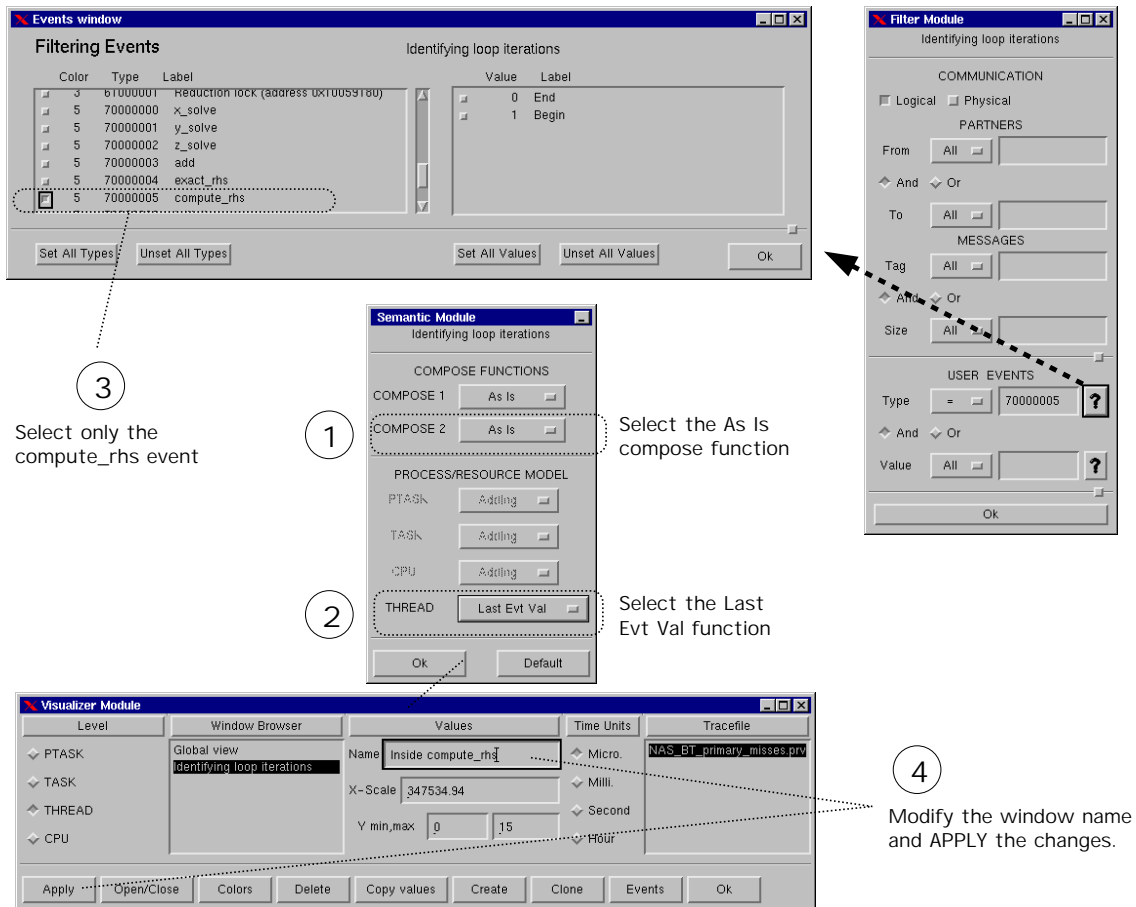 Events window
Filtering Events
Identifying loop iterations
Color Type Label
Value Label
3 61000001 Reduction lock (address 0x10059180)
5 70000000 x_solve
5 70000001 y_solve
5 70000002 z_solve
5 70000003 add
5 70000004 exact_rhs
5 70000005 compute_rhs
0 End
1 Begin
Set All Types
Unset All Types
Set All Values
Unset All Values
Ok
Filter Module
Identifying loop iterations
COMMUNICATION
Logical Physical
PARTNERS
From All
And Or
To All
MESSAGES
Tag All
And Or
Size All
USER EVENTS
Type = 70000005 ?
And Or
Value All ?
Ok
3
Select only the
compute_rhs event
Semantic Module
Identifying loop iterations
COMPOSE FUNCTIONS
COMPOSE 1 As Is
COMPOSE 2 As Is
PROCESS/RESOURCE MODEL
PTASK Adding
TASK Adding
CPU Adding
THREAD Last Evt Val
Ok Default
1
Select the As Is
compose function
2
Select the Last
Evt Val function
Visualizer Module
Level
Window Browser
Values
Time Units
Tracefile
PTASK
TASK
THREAD
CPU
Global view
Identifying loop iterations
Name Inside compute_rhs
X-Scale 347534.94
Y min,max 0 15
Micro.
Milli.
Second
Hour
NAS_BT_primary_misses.prv
Apply Open/Close Colors Delete Copy values Create Clone Events Ok
4
Modify the window name
and APPLY the changes.